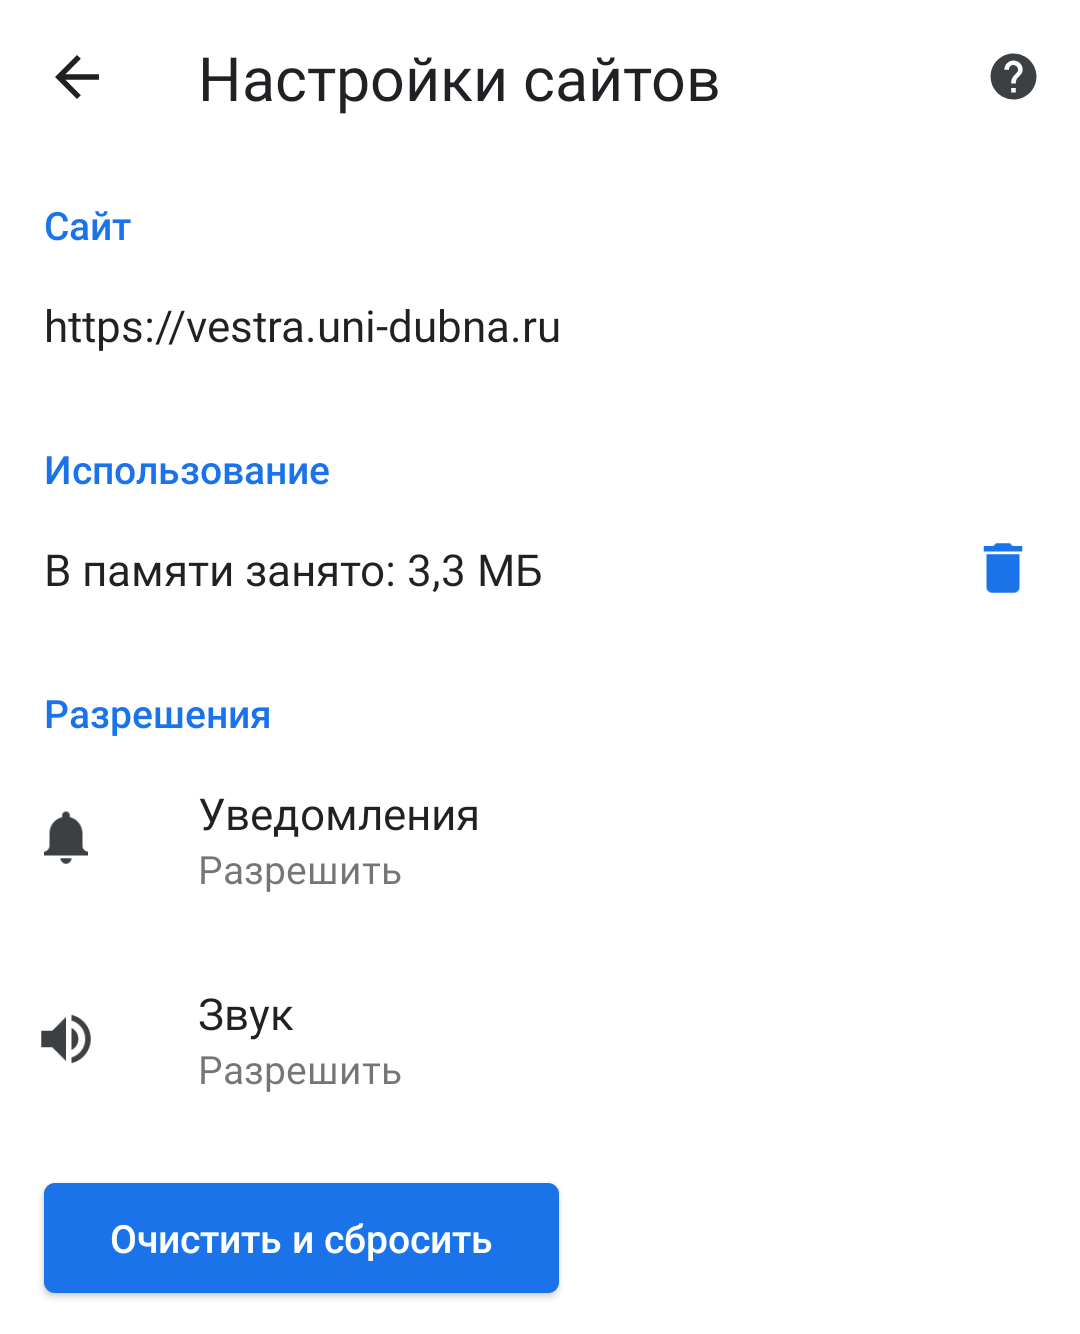 Настройки сайтов
Сайт
https://vestra.uni-dubna.ru
Использование
В памяти занято: 3,3 МБ
Разрешения
Уведомления
Разрешить
Звук
Разрешить
Очистить и сбросить